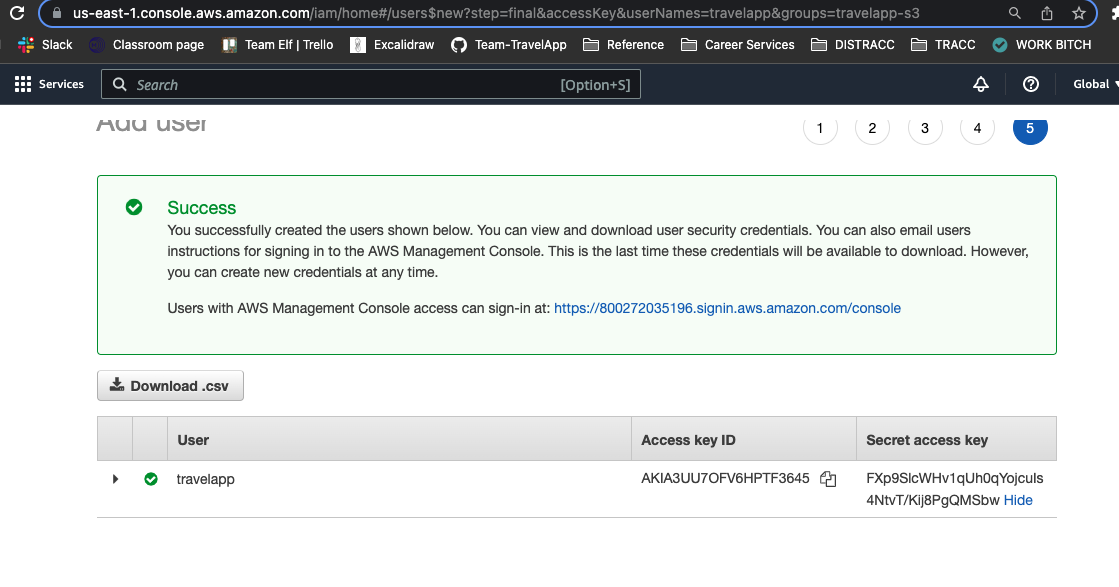 us-east-1.console.aws.amazon.com/iam/home#/users$new?step=final&accessKey&userNames=travelapp&groups=travelapp-s3
Slack Classroom page Team Elf | Trello Excalidraw Team-TravelApp Reference Career Services DISTRACC TRACC WORK BITCH
Services Search [Option+S] Global
Add user 1 2 3 4 5
Success
You successfully created the users shown below. You can view and download user security credentials. You can also email users
instructions for signing in to the AWS Management Console. This is the last time these credentials will be available to download. However,
you can create new credentials at any time.
Users with AWS Management Console access can sign-in at: https://800272035196.signin.aws.amazon.com/console
Download .csv
User Access key ID Secret access key
travelapp AKIA3UU7OFV6HPTF3645
Hide